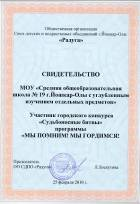 Общественная организация
Союз детских и подростковых объединений г.Йошкар-Олы
«Радуга»
СВИДЕТЕЛЬСТВО
МОУ «Средняя общеобразовательная
школа № 19 г.Йошкар-Олы с углубленным
изучением отдельных предметов»
Участник городского конкурса
«Судьбоносные битвы»
программы
«МЫ ПОМНИМ! МЫ ГОРДИМСЯ!
Председатель
ОО СДПО «Радуга»
25 февраля 2010 г.